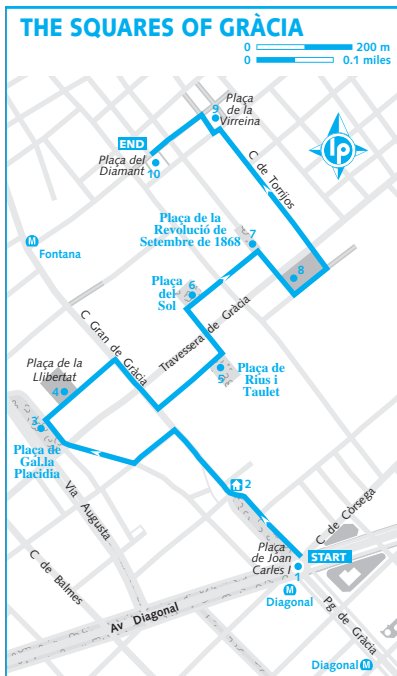 THE SQUARES OF GRÀCIA
0 200 m
0 0.1 miles
9
Plaça
de la
Virreina
END
Plaça del
Diamant
10
lp
C de Torrijos
Plaça de la
Revolució de
Setembre de 1868
7
M
Fontana
8
6
Plaça
del
Sol
C Gran de Gràcia
Travessera de Gràcia
Plaça de la
Llibertat
4
5
Plaça de
Rius i
Taulet
3
Plaça de
Gal.la
Placídia
Via Augusta
2
C de Còrsega
Plaça
de Joan
Carles I
START
1
C de Balmes
M
Diagonal
Av Diagonal
Pg de Gràcia
Diagonal M